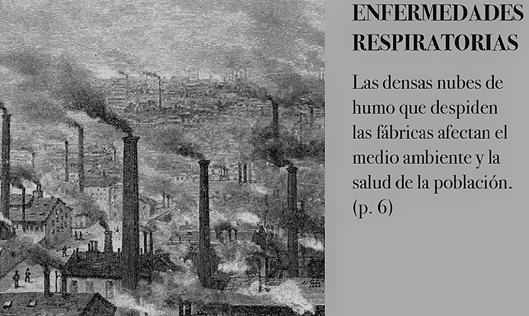 ENFERMEDADES
RESPIRATORIAS
Las densas nubes de
humo que despiden
las fábricas afectan el
medio ambiente y la
salud de la población.
(p. 6)